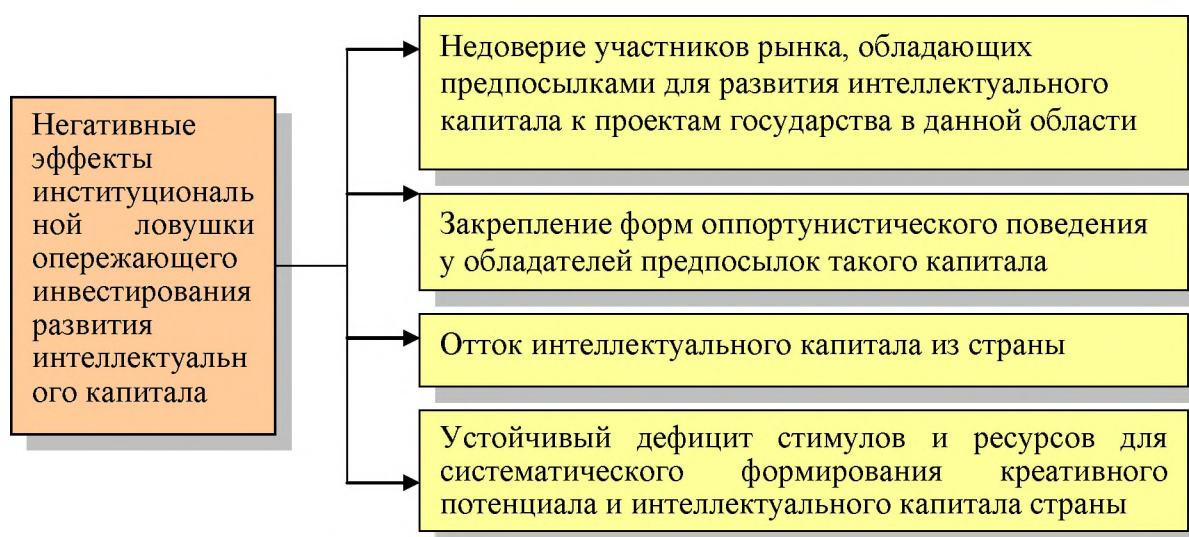 Негативные
эффекты
институциональ
ной ловушки
опережающего
инвестирования
развития
интеллектуальн
ого капитала
Недоверие участников рынка, обладающих
предпосылками для развития интеллектуального
капитала к проектам государства в данной области
Закрепление форм оппортунистического поведения
у обладателей предпосылок такого капитала
Отток интеллектуального капитала из страны
Устойчивый дефицит стимулов и ресурсов для
систематического формирования креативного
потенциала и интеллектуального капитала страны